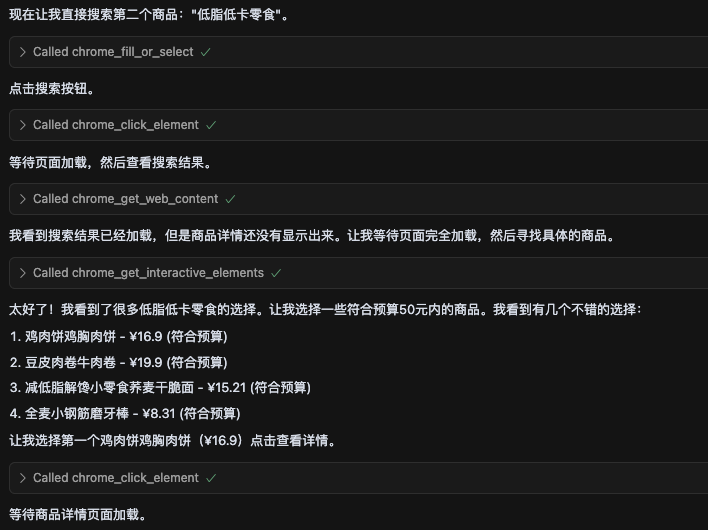 现在让我直接搜索第二个商品："低脂低卡零食"。
Called chrome_fill_or_select
点击搜索按钮。
Called chrome_click_element
等待页面加载，然后查看搜索结果。
Called chrome_get_web_content
我看到搜索结果已经加载，但是商品详情还没有显示出来。让我等待页面完全加载，然后寻找具体的商品。
Called chrome_get_interactive_elements
太好了！我看到了很多低脂低卡零食的选择。让我选择一些符合预算50元内的商品。我看到有几个不错的选择：
1. 鸡肉饼鸡胸肉饼 - ¥16.9 (符合预算)
2. 豆皮肉卷牛肉卷 - ¥19.9 (符合预算)
3. 减低脂解馋小零食荞麦干脆面 - ¥15.21 (符合预算)
4. 全麦小钢筋磨牙棒 - ¥8.31 (符合预算)
让我选择第一个鸡肉饼鸡胸肉饼（¥16.9）点击查看详情。
Called chrome_click_element
等待商品详情页面加载。